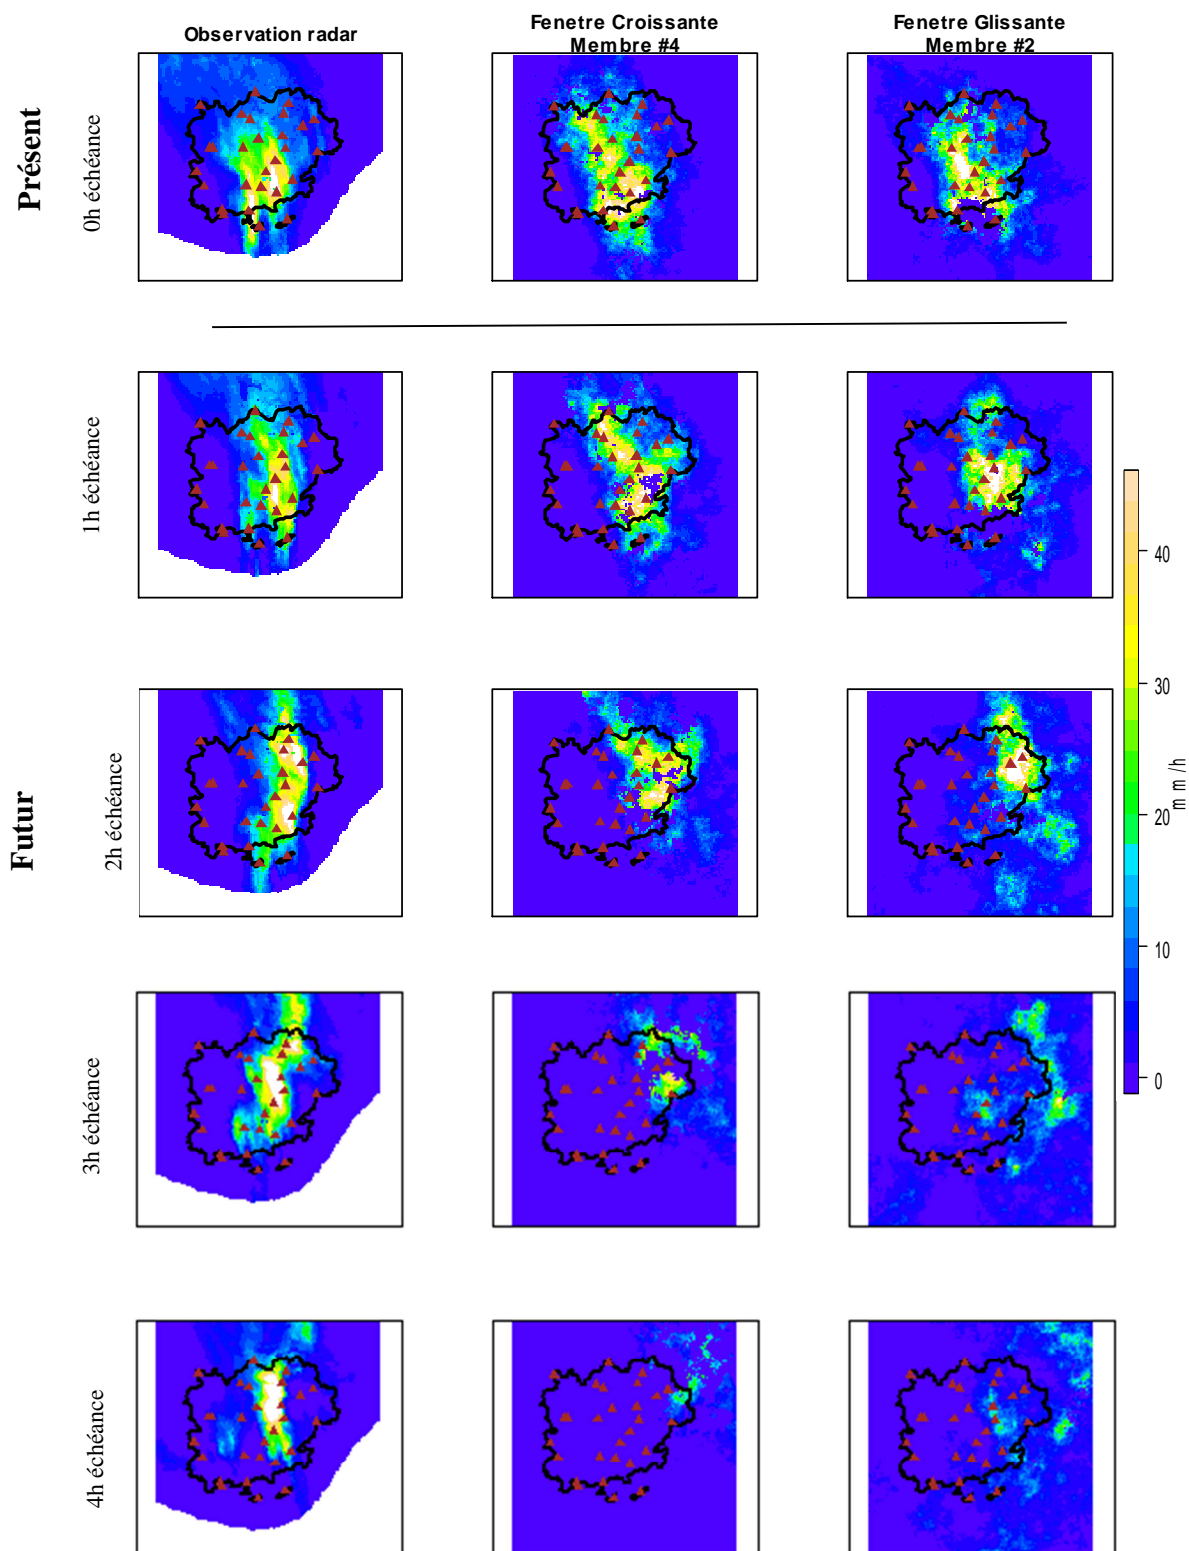 Observation radar
Fenetre Croissante
Membre #4
Fenetre Glissante
Membre #2
Présent
0h échéance
1h échéance
Futur
2h échéance
3h échéance
4h échéance
40
30
20
10
0
mm/h